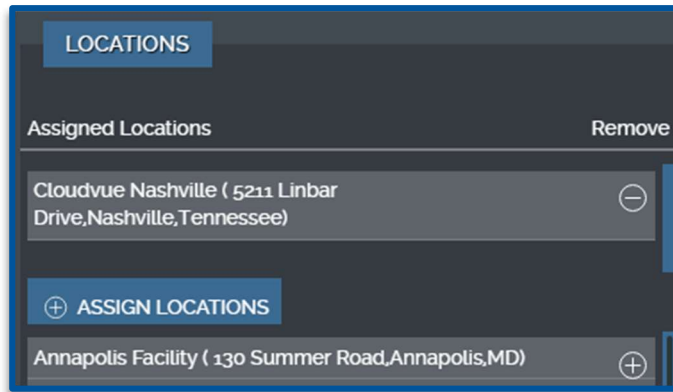 LOCATIONS
Assigned Locations Remove
Cloudvue Nashville ( 5211 Linbar
Drive,Nashville,Tennessee)
ASSIGN LOCATIONS
Annapolis Facility ( 130 Summer Road,Annapolis,MD)